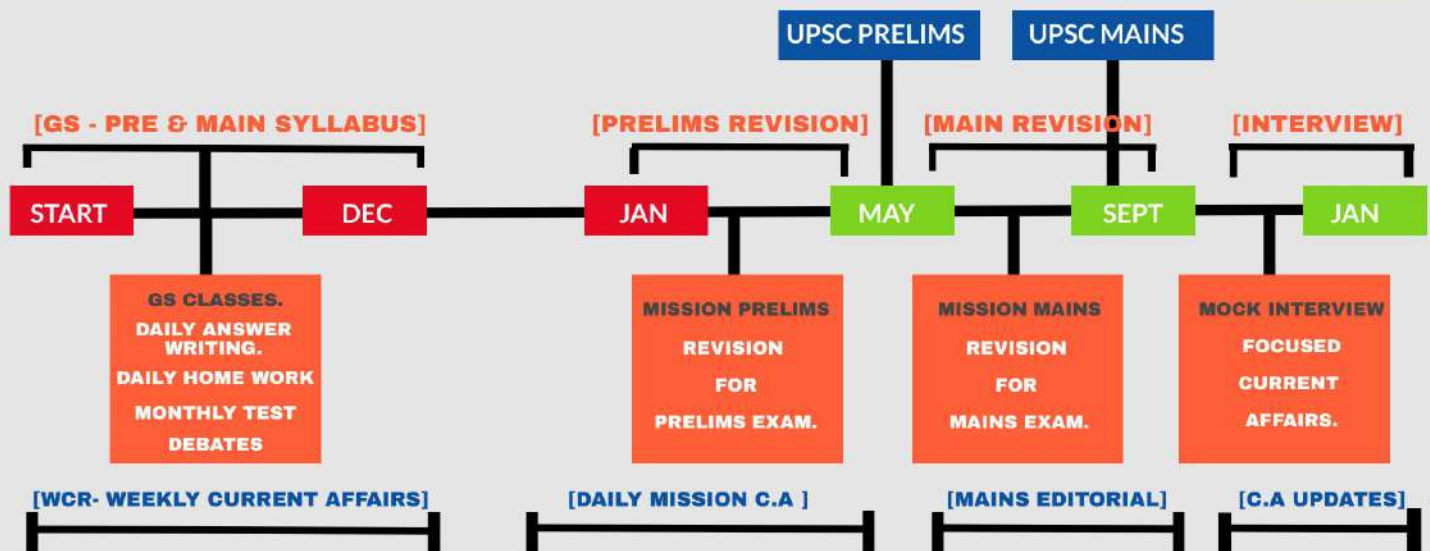 UPSC PRELIMS
UPSC MAINS
[GS - PRE & MAIN SYLLABUS]
[PRELIMS REVISION]
[MAIN REVISION]
[INTERVIEW]
START
DEC
JAN
MAY
SEPT
JAN
GS CLASSES.
DAILY ANSWER
WRITING.
DAILY HOME WORK
MONTHLY TEST
DEBATES
MISSION PRELIMS
REVISION
FOR
PRELIMS EXAM.
MISSION MAINS
REVISION
FOR
MAINS EXAM.
MOCK INTERVIEW
FOCUSED
CURRENT
AFFAIRS.
[WCR- WEEKLY CURRENT AFFAIRS]
[DAILY MISSION C.A ]
[MAINS EDITORIAL]
[C.A UPDATES]